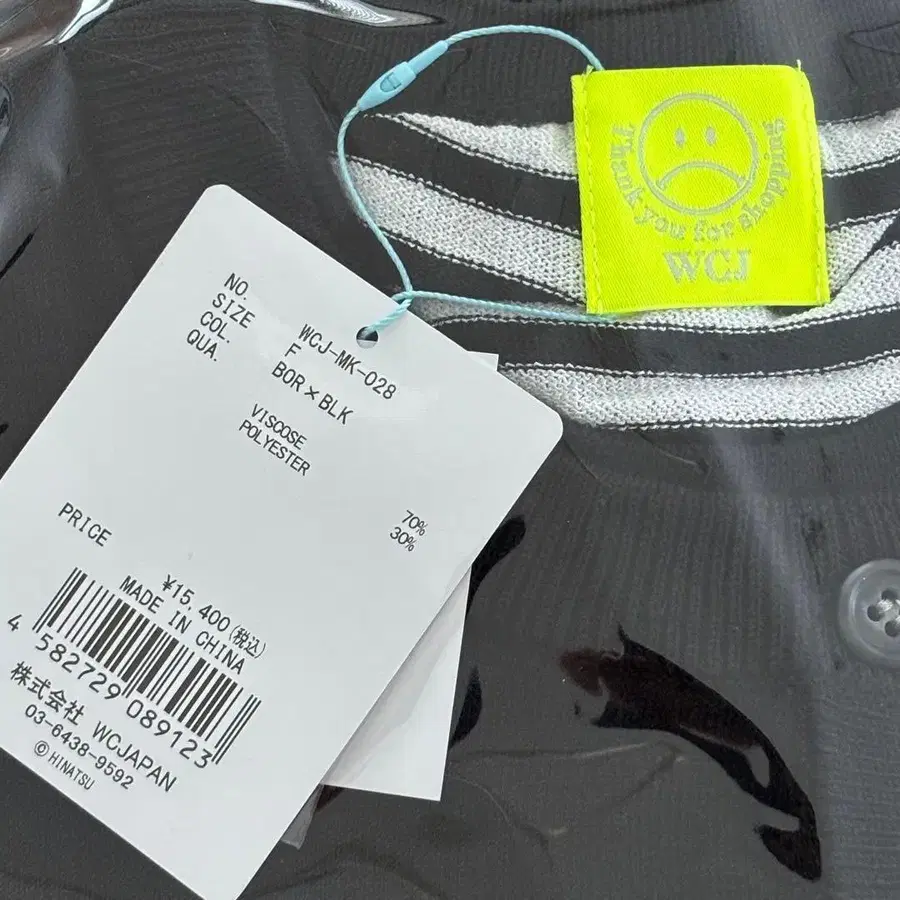 NO. WCJ-MK-028
SIZE F
COL. BOR×BLK
QUA.
VISCOSE 70%
POLYESTER 30%
PRICE
¥15,400(税込)
MADE IN CHINA
4 582729 089123
株式会社 WCJAPAN
03-6438-9592
©HINATSU
Thank you for shopping
WCJ